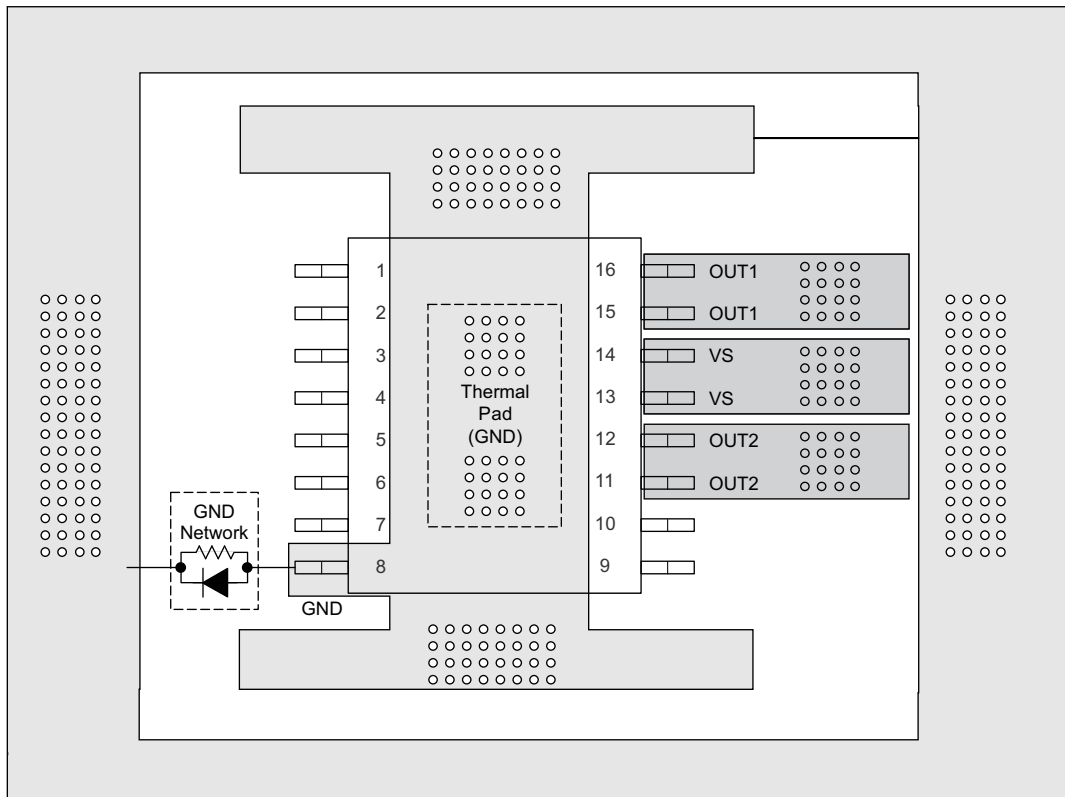 1
2
3
4
5
6
7
8
GND
Network
GND
Thermal
Pad
(GND)
16 OUT1
15 OUT1
14 VS
13 VS
12 OUT2
11 OUT2
10
9